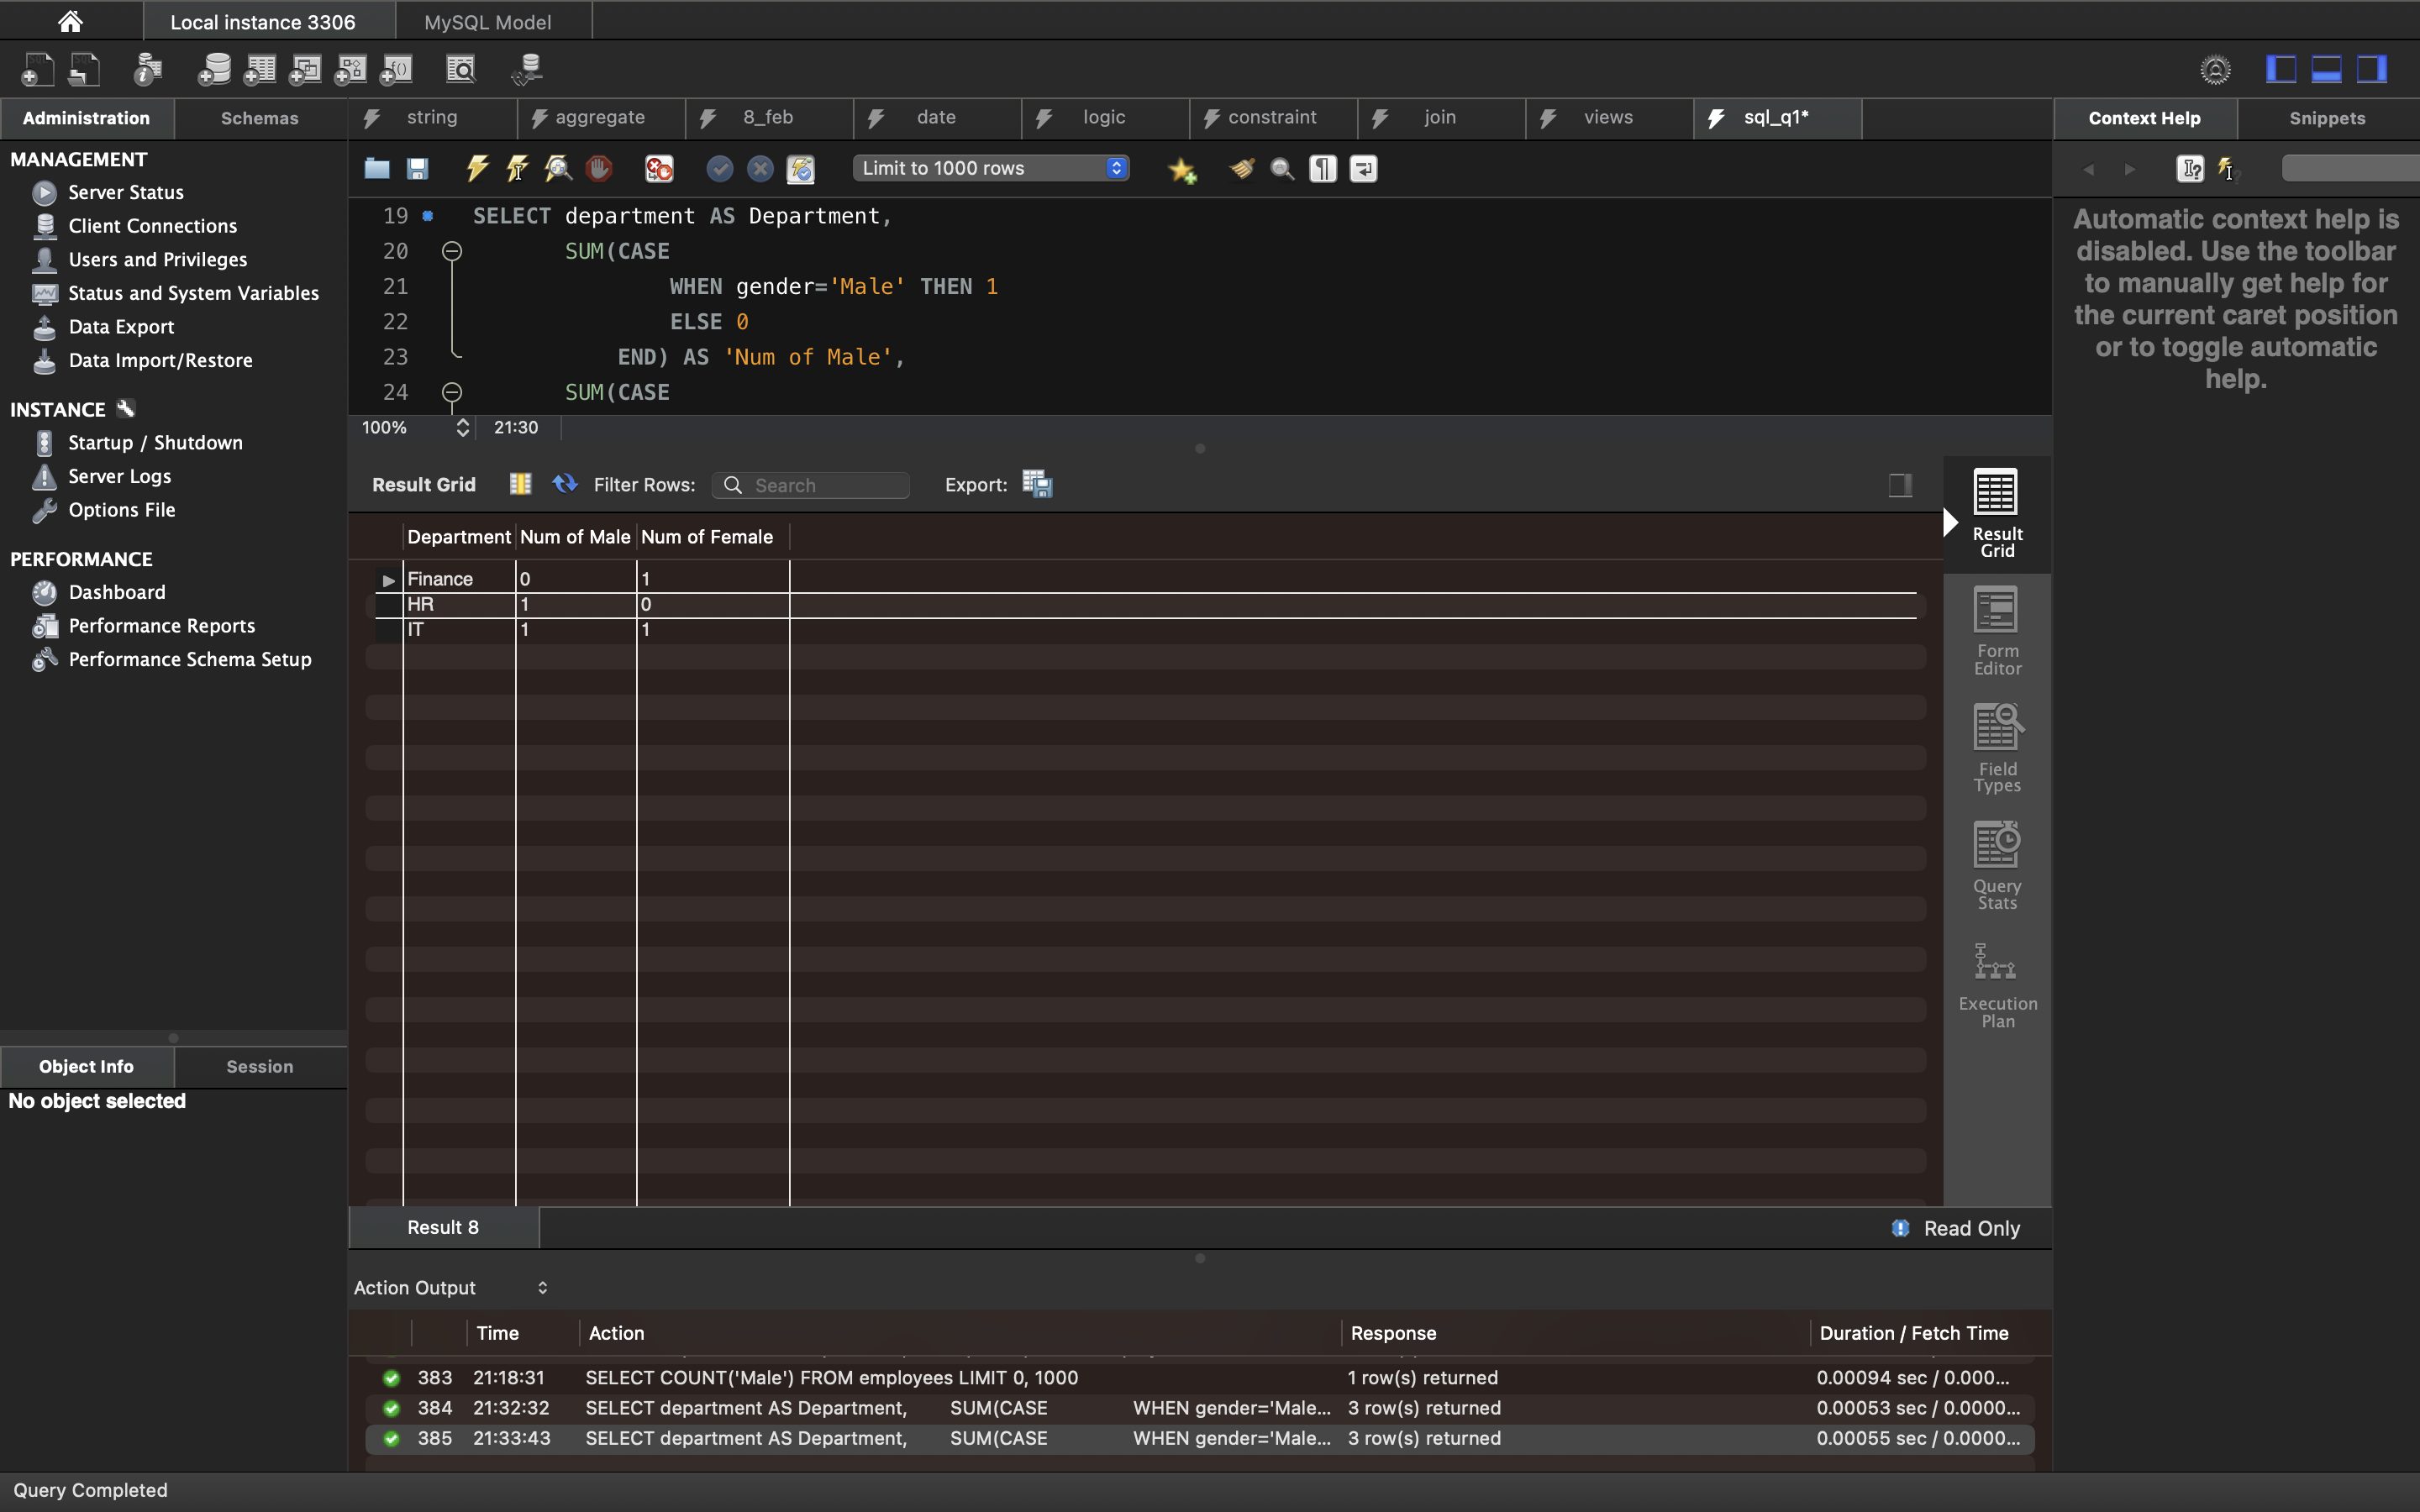 Local instance 3306
MySQL Model
Administration
Schemas
string
aggregate
8_feb
date
logic
constraint
join
views
sql_q1*
Context Help
Snippets
MANAGEMENT
Server Status
Client Connections
Users and Privileges
Status and System Variables
Data Export
Data Import/Restore
INSTANCE
Startup / Shutdown
Server Logs
Options File
PERFORMANCE
Dashboard
Performance Reports
Performance Schema Setup
Object Info
Session
No object selected
Limit to 1000 rows
19 SELECT department AS Department,
20 SUM(CASE
21 WHEN gender='Male' THEN 1
22 ELSE 0
23 END) AS 'Num of Male',
24 SUM(CASE
100% 21:30
Result Grid Filter Rows: Search Export:
Department Num of Male Num of Female
Finance 0 1
HR 1 0
IT 1 1
Result
Grid
Form
Editor
Field
Types
Query
Stats
Execution
Plan
Result 8
Read Only
Action Output
Time Action Response Duration / Fetch Time
383 21:18:31 SELECT COUNT('Male') FROM employees LIMIT 0, 1000 1 row(s) returned 0.00094 sec / 0.000...
384 21:32:32 SELECT department AS Department, SUM(CASE WHEN gender='Male... 3 row(s) returned 0.00053 sec / 0.0000...
385 21:33:43 SELECT department AS Department, SUM(CASE WHEN gender='Male... 3 row(s) returned 0.00055 sec / 0.0000...
Automatic context help is
disabled. Use the toolbar
to manually get help for
the current caret position
or to toggle automatic
help.
Query Completed